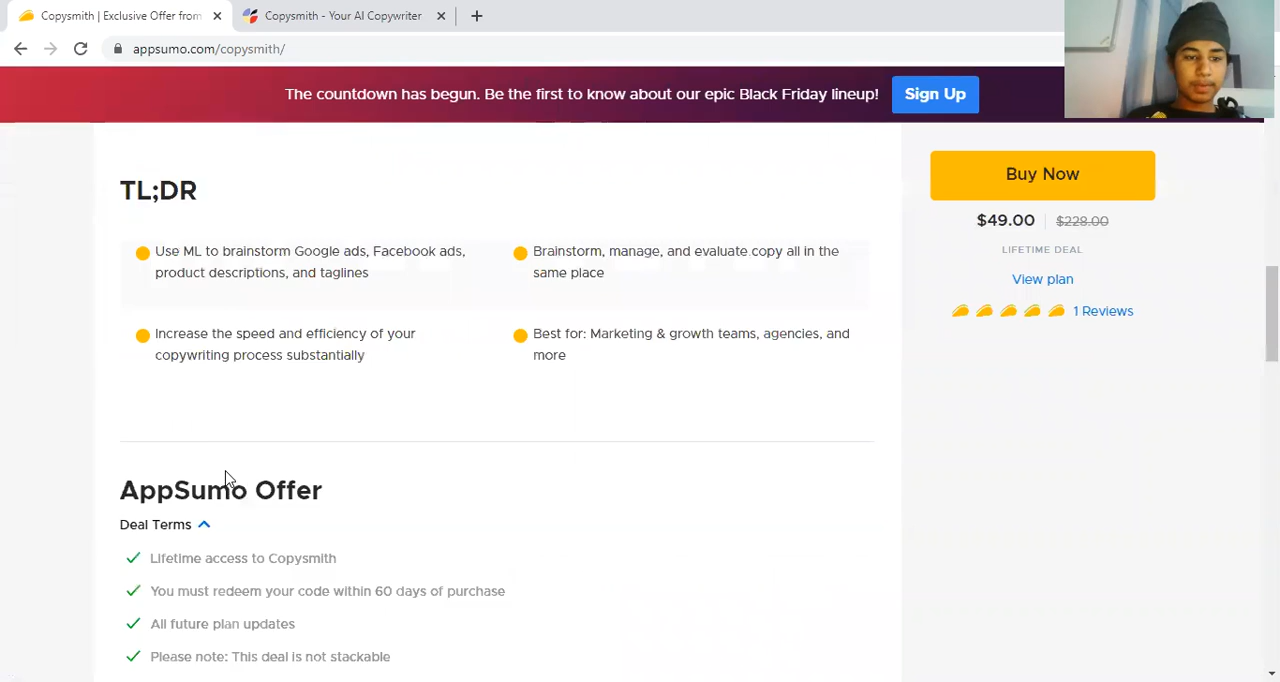 Copysmith | Exclusive Offer from
Copysmith - Your AI Copywriter
appsumo.com/copysmith/
The countdown has begun. Be the first to know about our epic Black Friday lineup!
Sign Up
TL;DR
Use ML to brainstorm Google ads, Facebook ads,
product descriptions, and taglines
Brainstorm, manage, and evaluate copy all in the
same place
Increase the speed and efficiency of your
copywriting process substantially
Best for: Marketing & growth teams, agencies, and
more
Buy Now
$49.00 $228.00
LIFETIME DEAL
View plan
1 Reviews
AppSumo Offer
Deal Terms
Lifetime access to Copysmith
You must redeem your code within 60 days of purchase
All future plan updates
Please note: This deal is not stackable